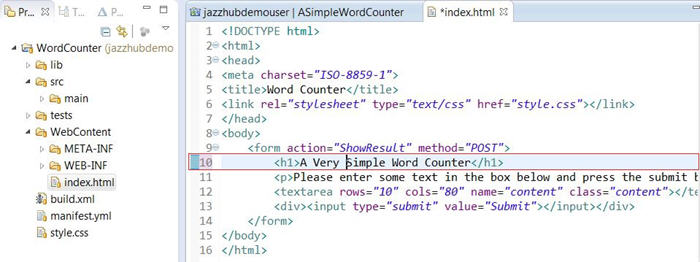 Pr... T... P...
WordCounter [jazzhubdemo
lib
src
main
tests
WebContent
META-INF
WEB-INF
index.html
build.xml
manifest.yml
style.css
jazzhubdemouser | ASimpleWordCounter *index.html
1 <!DOCTYPE html>
2 <html>
3 <head>
4 <meta charset="ISO-8859-1">
5 <title>Word Counter</title>
6 <link rel="stylesheet" type="text/css" href="style.css"></link>
7 </head>
8 <body>
9 <form action="ShowResult" method="POST">
10 <h1>A Very Simple Word Counter</h1>
11 <p>Please enter some text in the box below and press the submit b
12 <textarea rows="10" cols="80" name="content" class="content"></te
13 <div><input type="submit" value="Submit"></input></div>
14 </form>
15 </body>
16 </html>